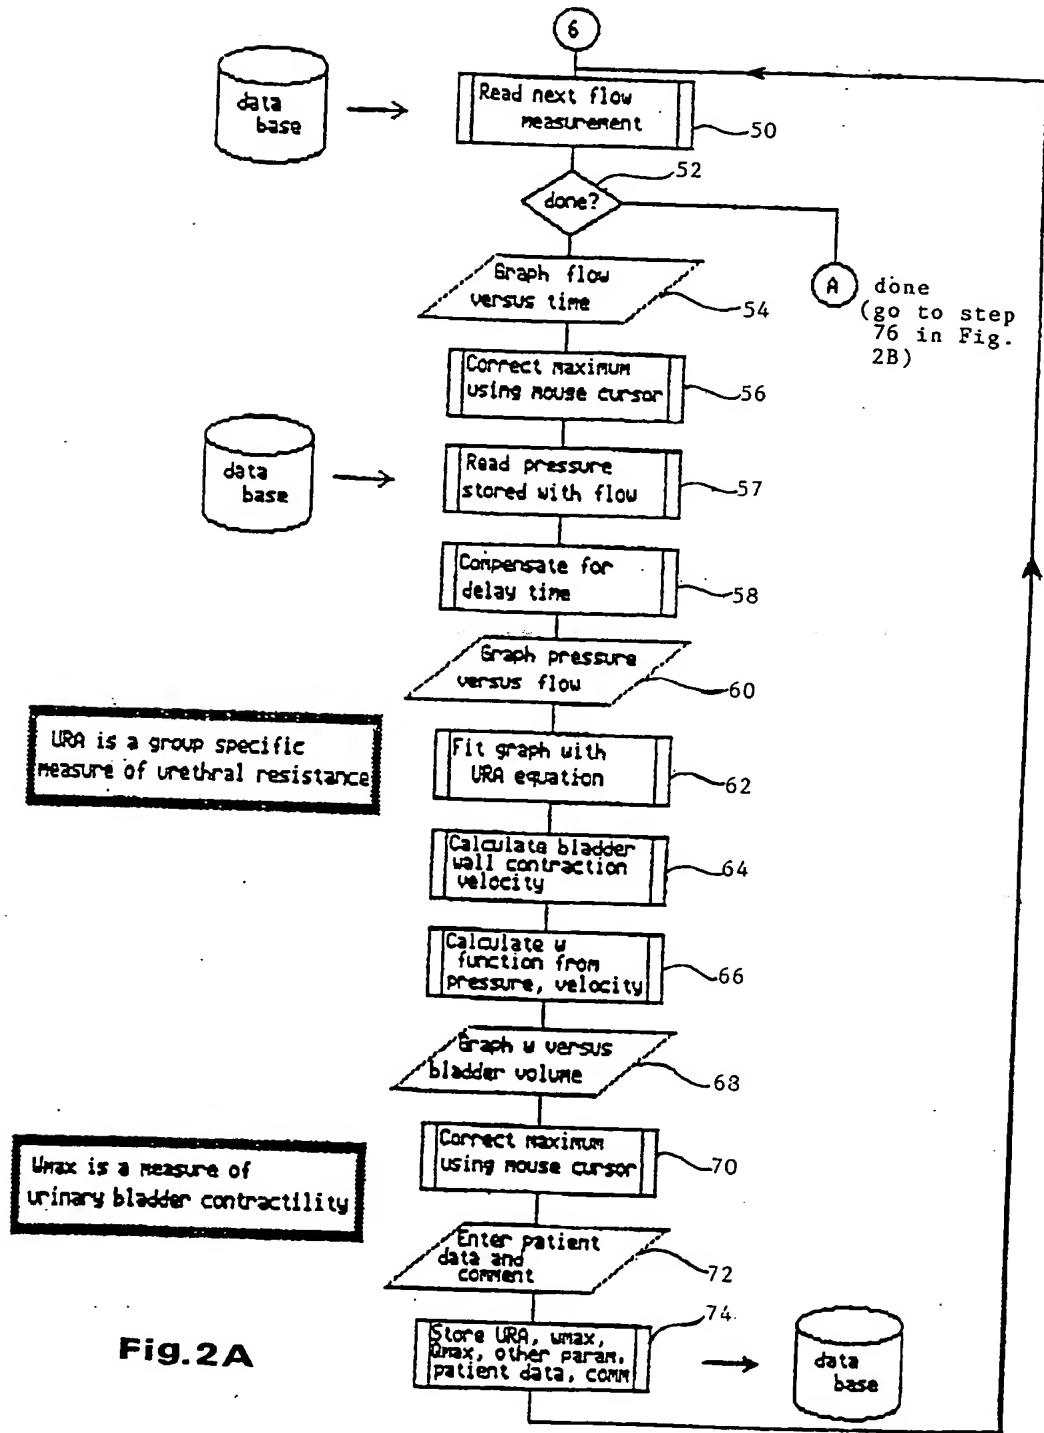 6
data
base
Read next flow
measurement
50
52
done?
A
done
(go to step
76 in Fig.
2B)
Graph flow
versus time
54
Correct maximum
using mouse cursor
56
data
base
Read pressure
stored with flow
57
Compensate for
delay time
58
Graph pressure
versus flow
60
URA is a group specific
measure of urethral resistance
Fit graph with
URA equation
62
Calculate bladder
wall contraction
velocity
64
Calculate w
function from
pressure, velocity
66
Graph w versus
bladder volume
68
Wmax is a measure of
urinary bladder contractility
Correct maximum
using mouse cursor
70
Enter patient
data and
comment
72
74
Store URA, wmax,
Qmax, other param,
patient data, comm
data
base
Fig.2A